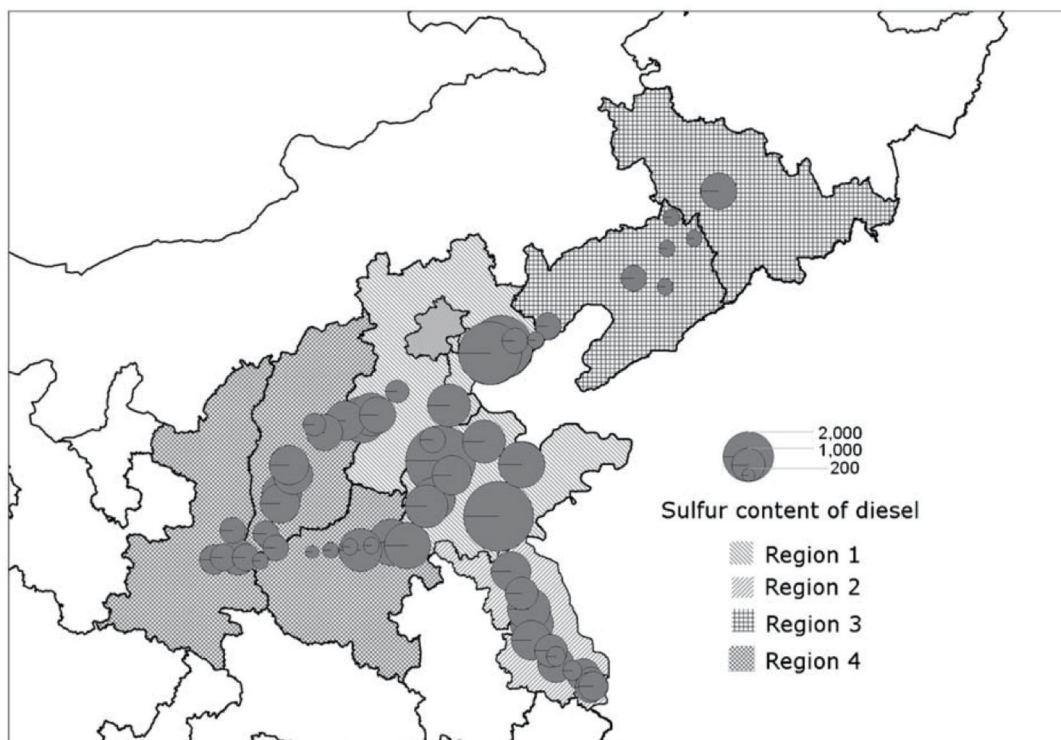 2,000
1,000
200
Sulfur content of diesel
Region 1
Region 2
Region 3
Region 4